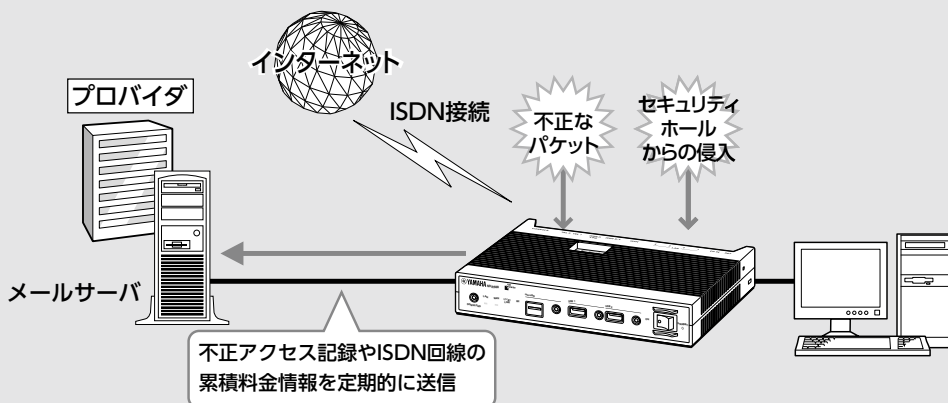 インターネット
プロバイダ
ISDN接続
不正な
パケット
セキュリティ
ホール
からの侵入
メールサーバ
YAMAHA
不正アクセス記録やISDN回線の
累積料金情報を定期的に送信